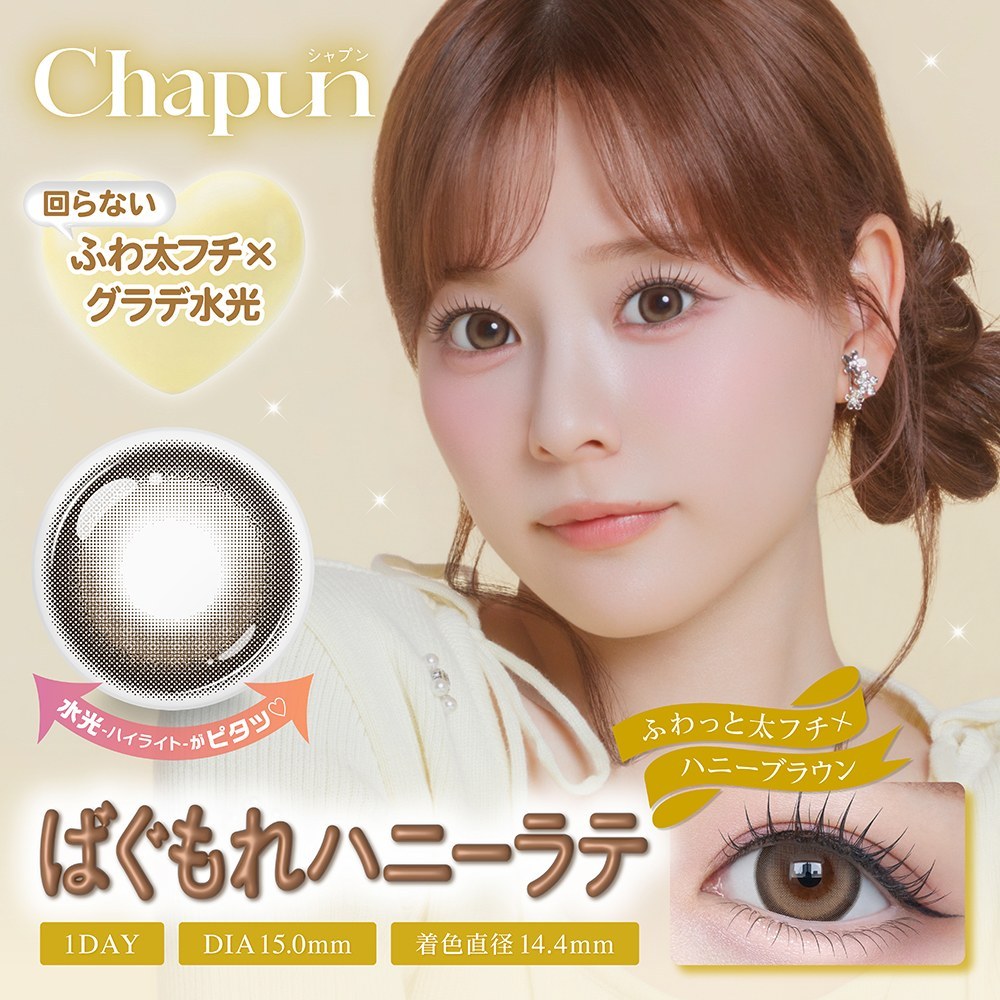 シャプン
Chapun
回らない
ふわ太フチ×
グラデ水光
水光-ハイライト-がピタッ♡
ふわっと太フチ×
ハニーブラウン
ばぐもれハニーラテ
1DAY
DIA 15.0mm
着色直径 14.4mm